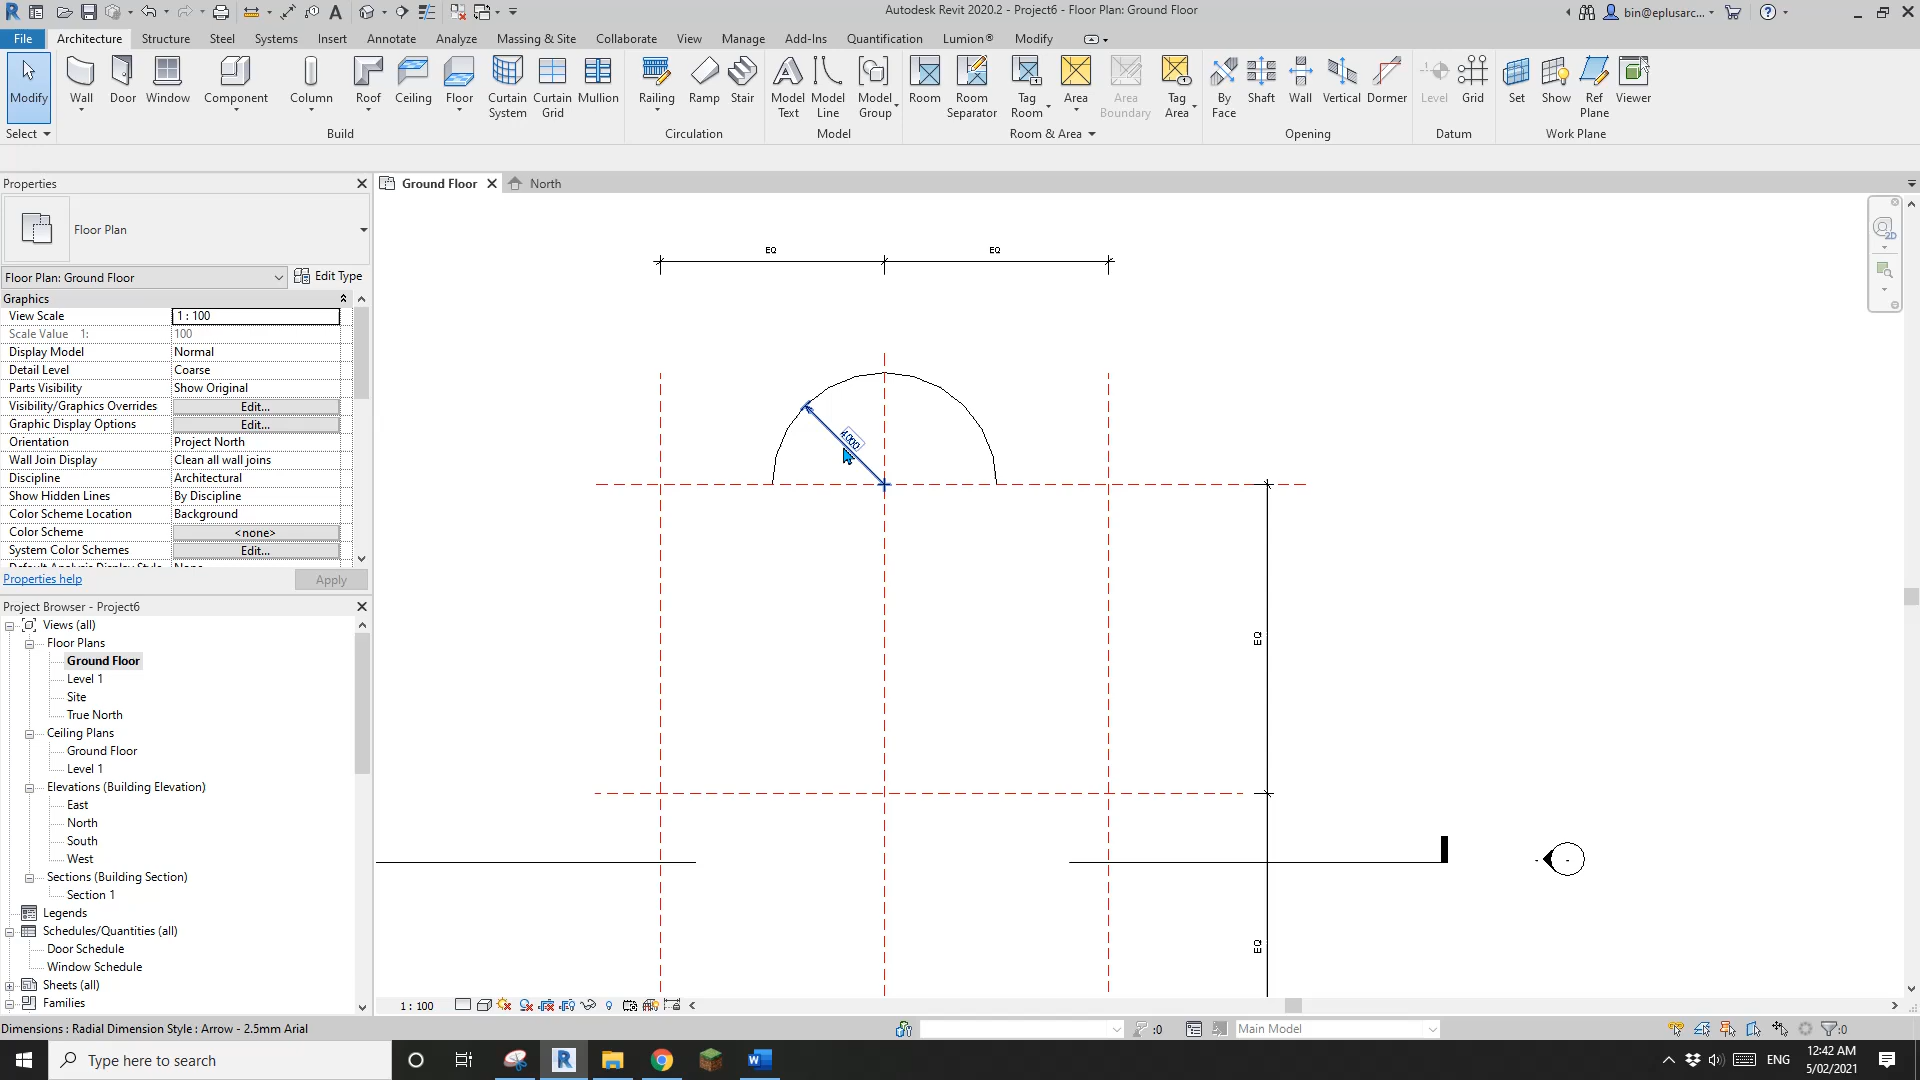 Autodesk Revit 2020.2 - Project6 - Floor Plan: Ground Floor
bin@eplusarc...
File Architecture Structure Steel Systems Insert Annotate Analyze Massing & Site Collaborate View Manage Add-Ins Quantification Lumion® Modify
Modify Wall Door Window Component Column Roof Ceiling Floor Curtain System Curtain Grid Mullion Railing Ramp Stair Model Text Model Line Model Group Room Room Separator Tag Room Area Area Boundary Tag Area By Face Shaft Wall Vertical Dormer Level Grid Set Show Ref Plane Viewer
Select Build Circulation Model Room & Area Opening Datum Work Plane
Properties
Ground Floor North
Floor Plan
Floor Plan: Ground Floor Edit Type
Graphics
View Scale 1 : 100
Scale Value 1: 100
Display Model Normal
Detail Level Coarse
Parts Visibility Show Original
Visibility/Graphics Overrides Edit...
Graphic Display Options Edit...
Orientation Project North
Wall Join Display Clean all wall joins
Discipline Architectural
Show Hidden Lines By Discipline
Color Scheme Location Background
Color Scheme <none>
System Color Schemes Edit...
Default Analysis Display Style None
Properties help Apply
Project Browser - Project6
Views (all)
Floor Plans
Ground Floor
Level 1
Site
True North
Ceiling Plans
Ground Floor
Level 1
Elevations (Building Elevation)
East
North
South
West
Sections (Building Section)
Section 1
Legends
Schedules/Quantities (all)
Door Schedule
Window Schedule
Sheets (all)
Families
EQ EQ
4000
EQ
EQ
2D
1 : 100
Dimensions : Radial Dimension Style : Arrow - 2.5mm Arial
:0
Main Model
:0
Type here to search
ENG
12:42 AM
5/02/2021